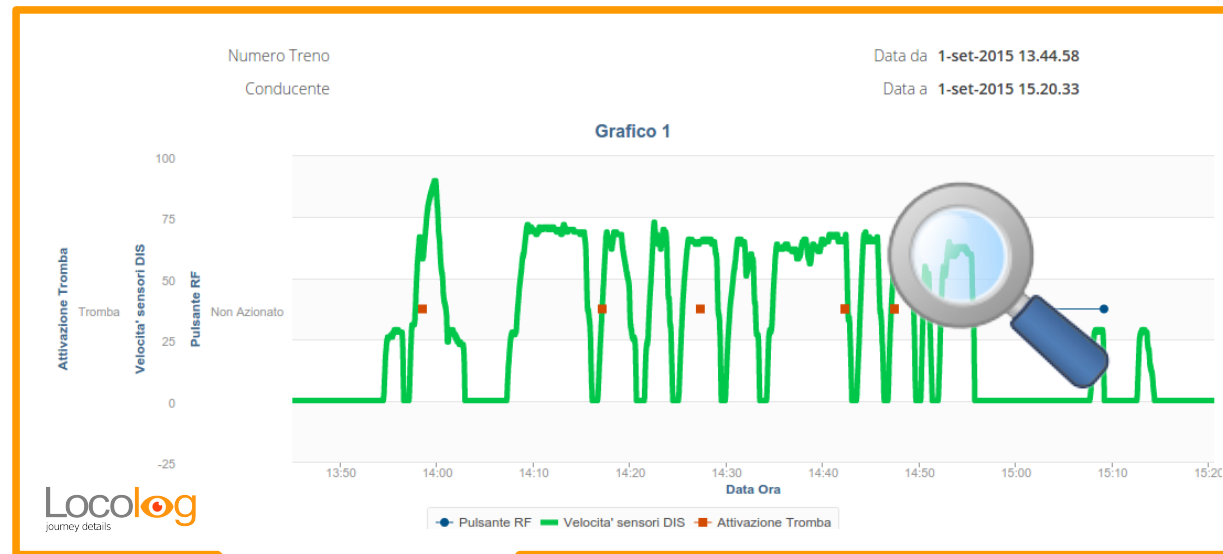 Numero Treno
Data da 1-set-2015 13.44.58
Conducente
Data a 1-set-2015 15.20.33
Grafico 1
100
75
50
25
0
-25
Attivazione Tromba
Tromba
Velocita' sensori DIS
Pulsante RF
Non Azionato
13:50 14:00 14:10 14:20 14:30 14:40 14:50 15:00 15:10 15:20
Data Ora
Locolog
journey details
Pulsante RF Velocita' sensori DIS Attivazione Tromba